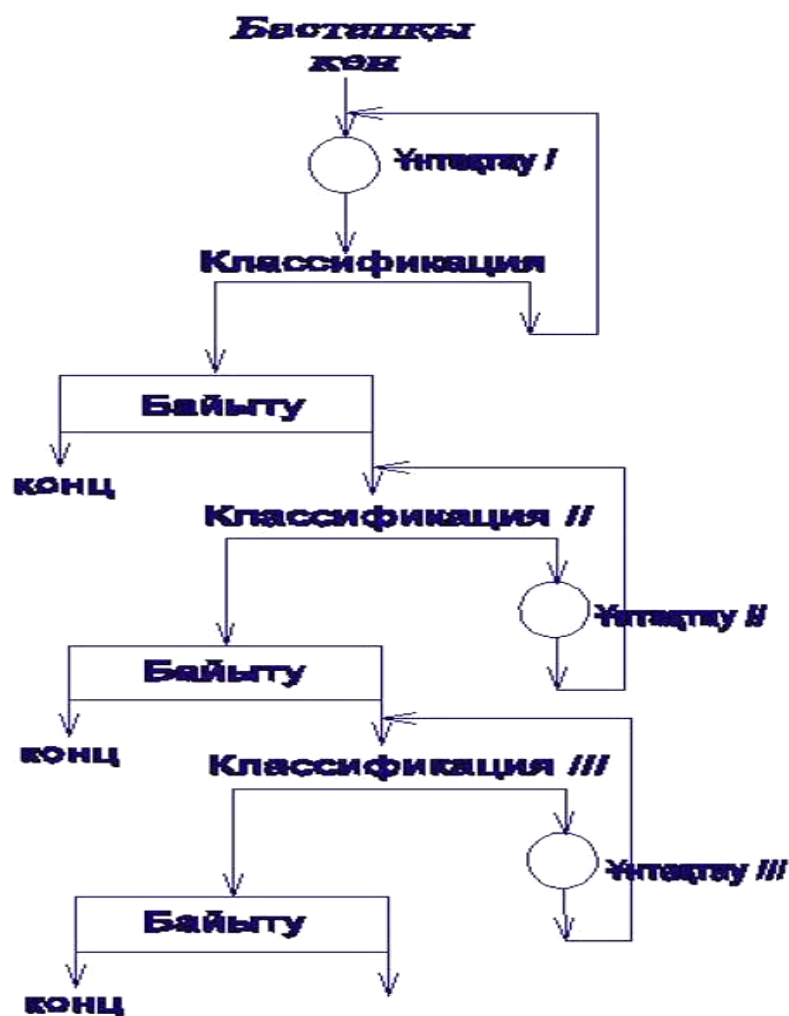 Бастапқы
кен
Ұнтақтау I
Классификация
Байыту
конц
Классификация II
Ұнтақтау II
Байыту
конц
Классификация III
Ұнтақтау III
Байыту
конц